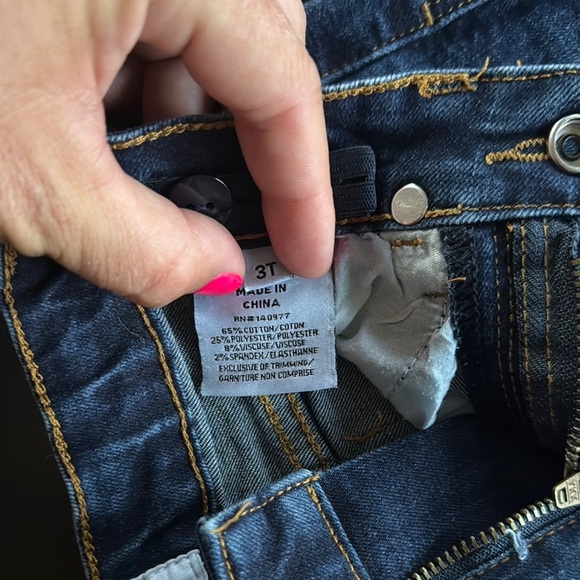 3T
MADE IN
CHINA
RN#140977
65% COTTON/COTON
25% POLYESTER/POLYESTER
8% VISCOSE/VISCOSE
2% SPANDEX/ELASTHANNE
EXCLUSIVE OF TRIMMING/
GARNITURE NON COMPRISE